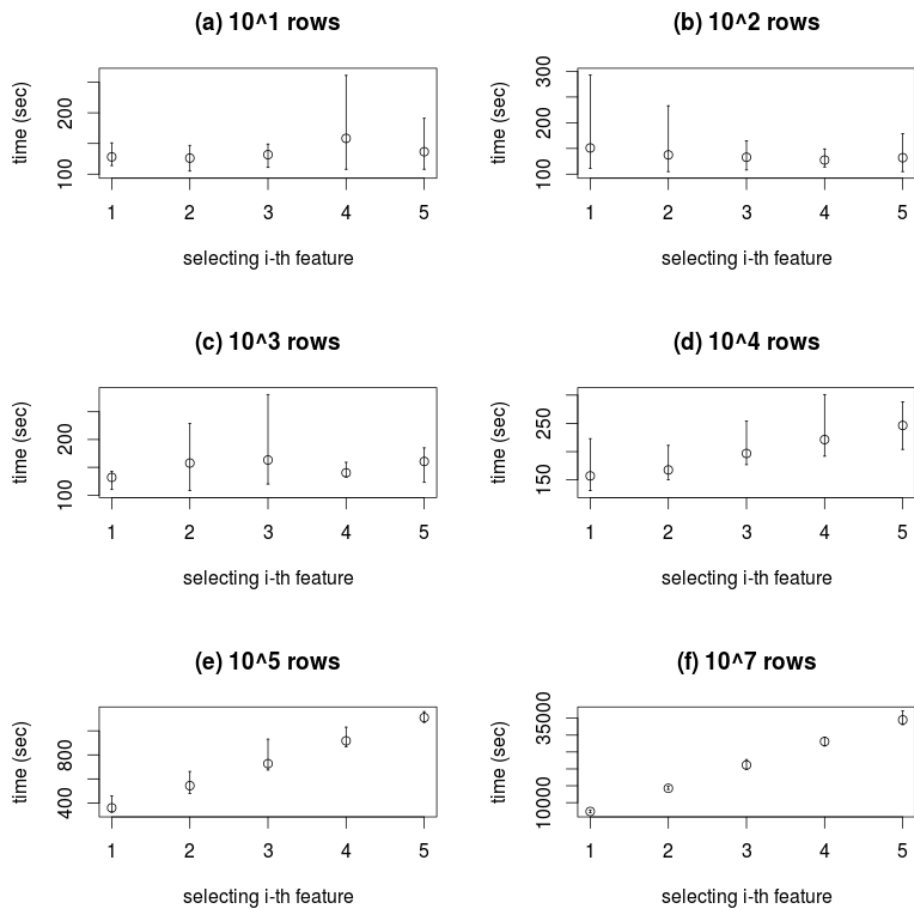 (a) 10^1 rows
time (sec)
100 200
1 2 3 4 5
selecting i-th feature
(b) 10^2 rows
time (sec)
100 200 300
1 2 3 4 5
selecting i-th feature
(c) 10^3 rows
time (sec)
100 200
1 2 3 4 5
selecting i-th feature
(d) 10^4 rows
time (sec)
150 250
1 2 3 4 5
selecting i-th feature
(e) 10^5 rows
time (sec)
400 800
1 2 3 4 5
selecting i-th feature
(f) 10^7 rows
time (sec)
10000 35000
1 2 3 4 5
selecting i-th feature